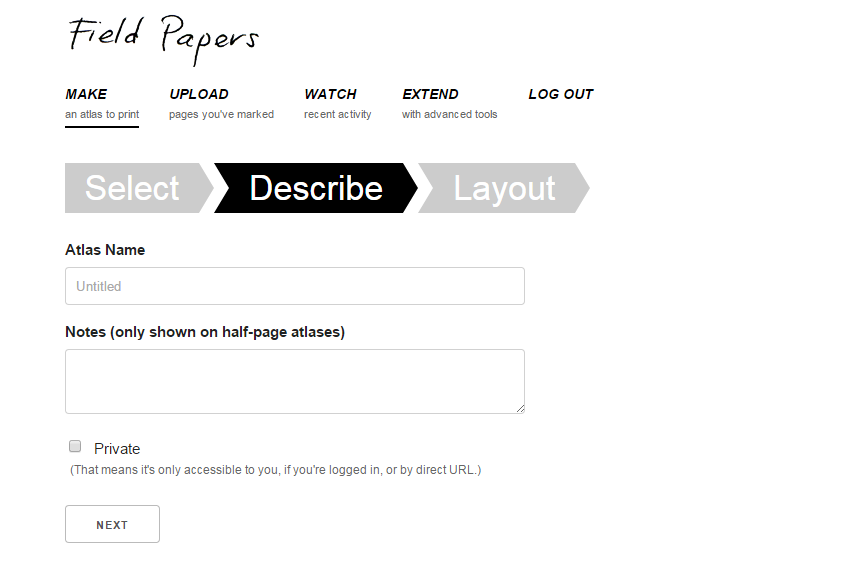 Field Papers
MAKE UPLOAD WATCH EXTEND LOG OUT
an atlas to print pages you've marked recent activity with advanced tools
Select Describe Layout
Atlas Name
Untitled
Notes (only shown on half-page atlases)
Private
(That means it's only accessible to you, if you're logged in, or by direct URL.)
NEXT